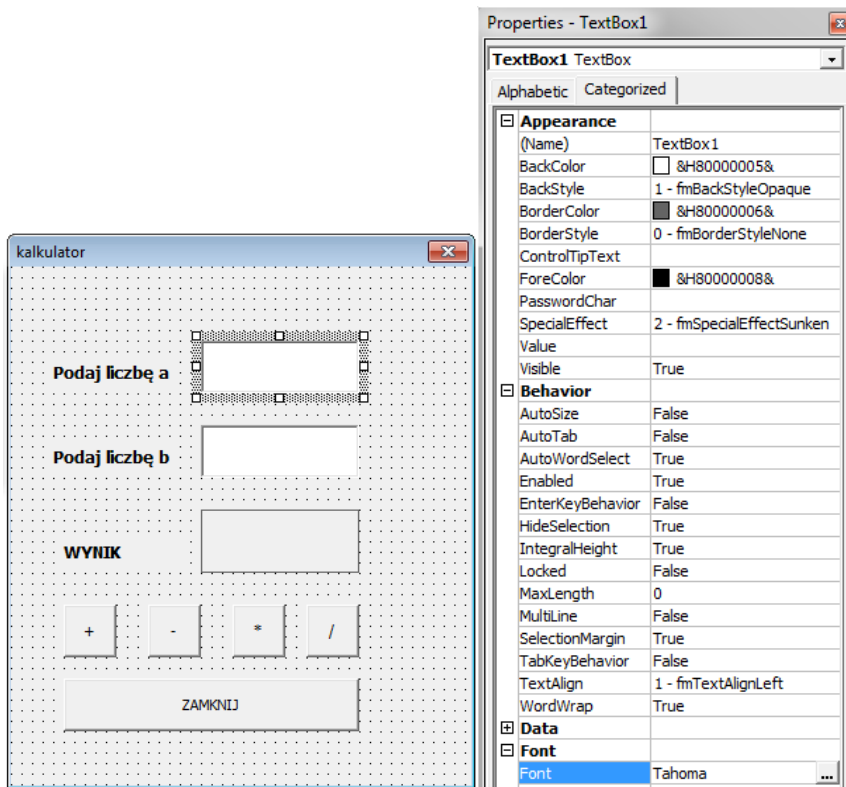 kalkulator
Podaj liczbę a
Podaj liczbę b
WYNIK
+ - * /
ZAMKNIJ
Properties - TextBox1
TextBox1 TextBox
Alphabetic Categorized
Appearance
(Name) TextBox1
BackColor &H80000005&
BackStyle 1 - fmBackStyleOpaque
BorderColor &H80000006&
BorderStyle 0 - fmBorderStyleNone
ControlTipText
ForeColor &H80000008&
PasswordChar
SpecialEffect 2 - fmSpecialEffectSunken
Value
Visible True
Behavior
AutoSize False
AutoTab False
AutoWordSelect True
Enabled True
EnterKeyBehavior False
HideSelection True
IntegralHeight True
Locked False
MaxLength 0
MultiLine False
SelectionMargin True
TabKeyBehavior False
TextAlign 1 - fmTextAlignLeft
WordWrap True
Data
Font
Font Tahoma ...